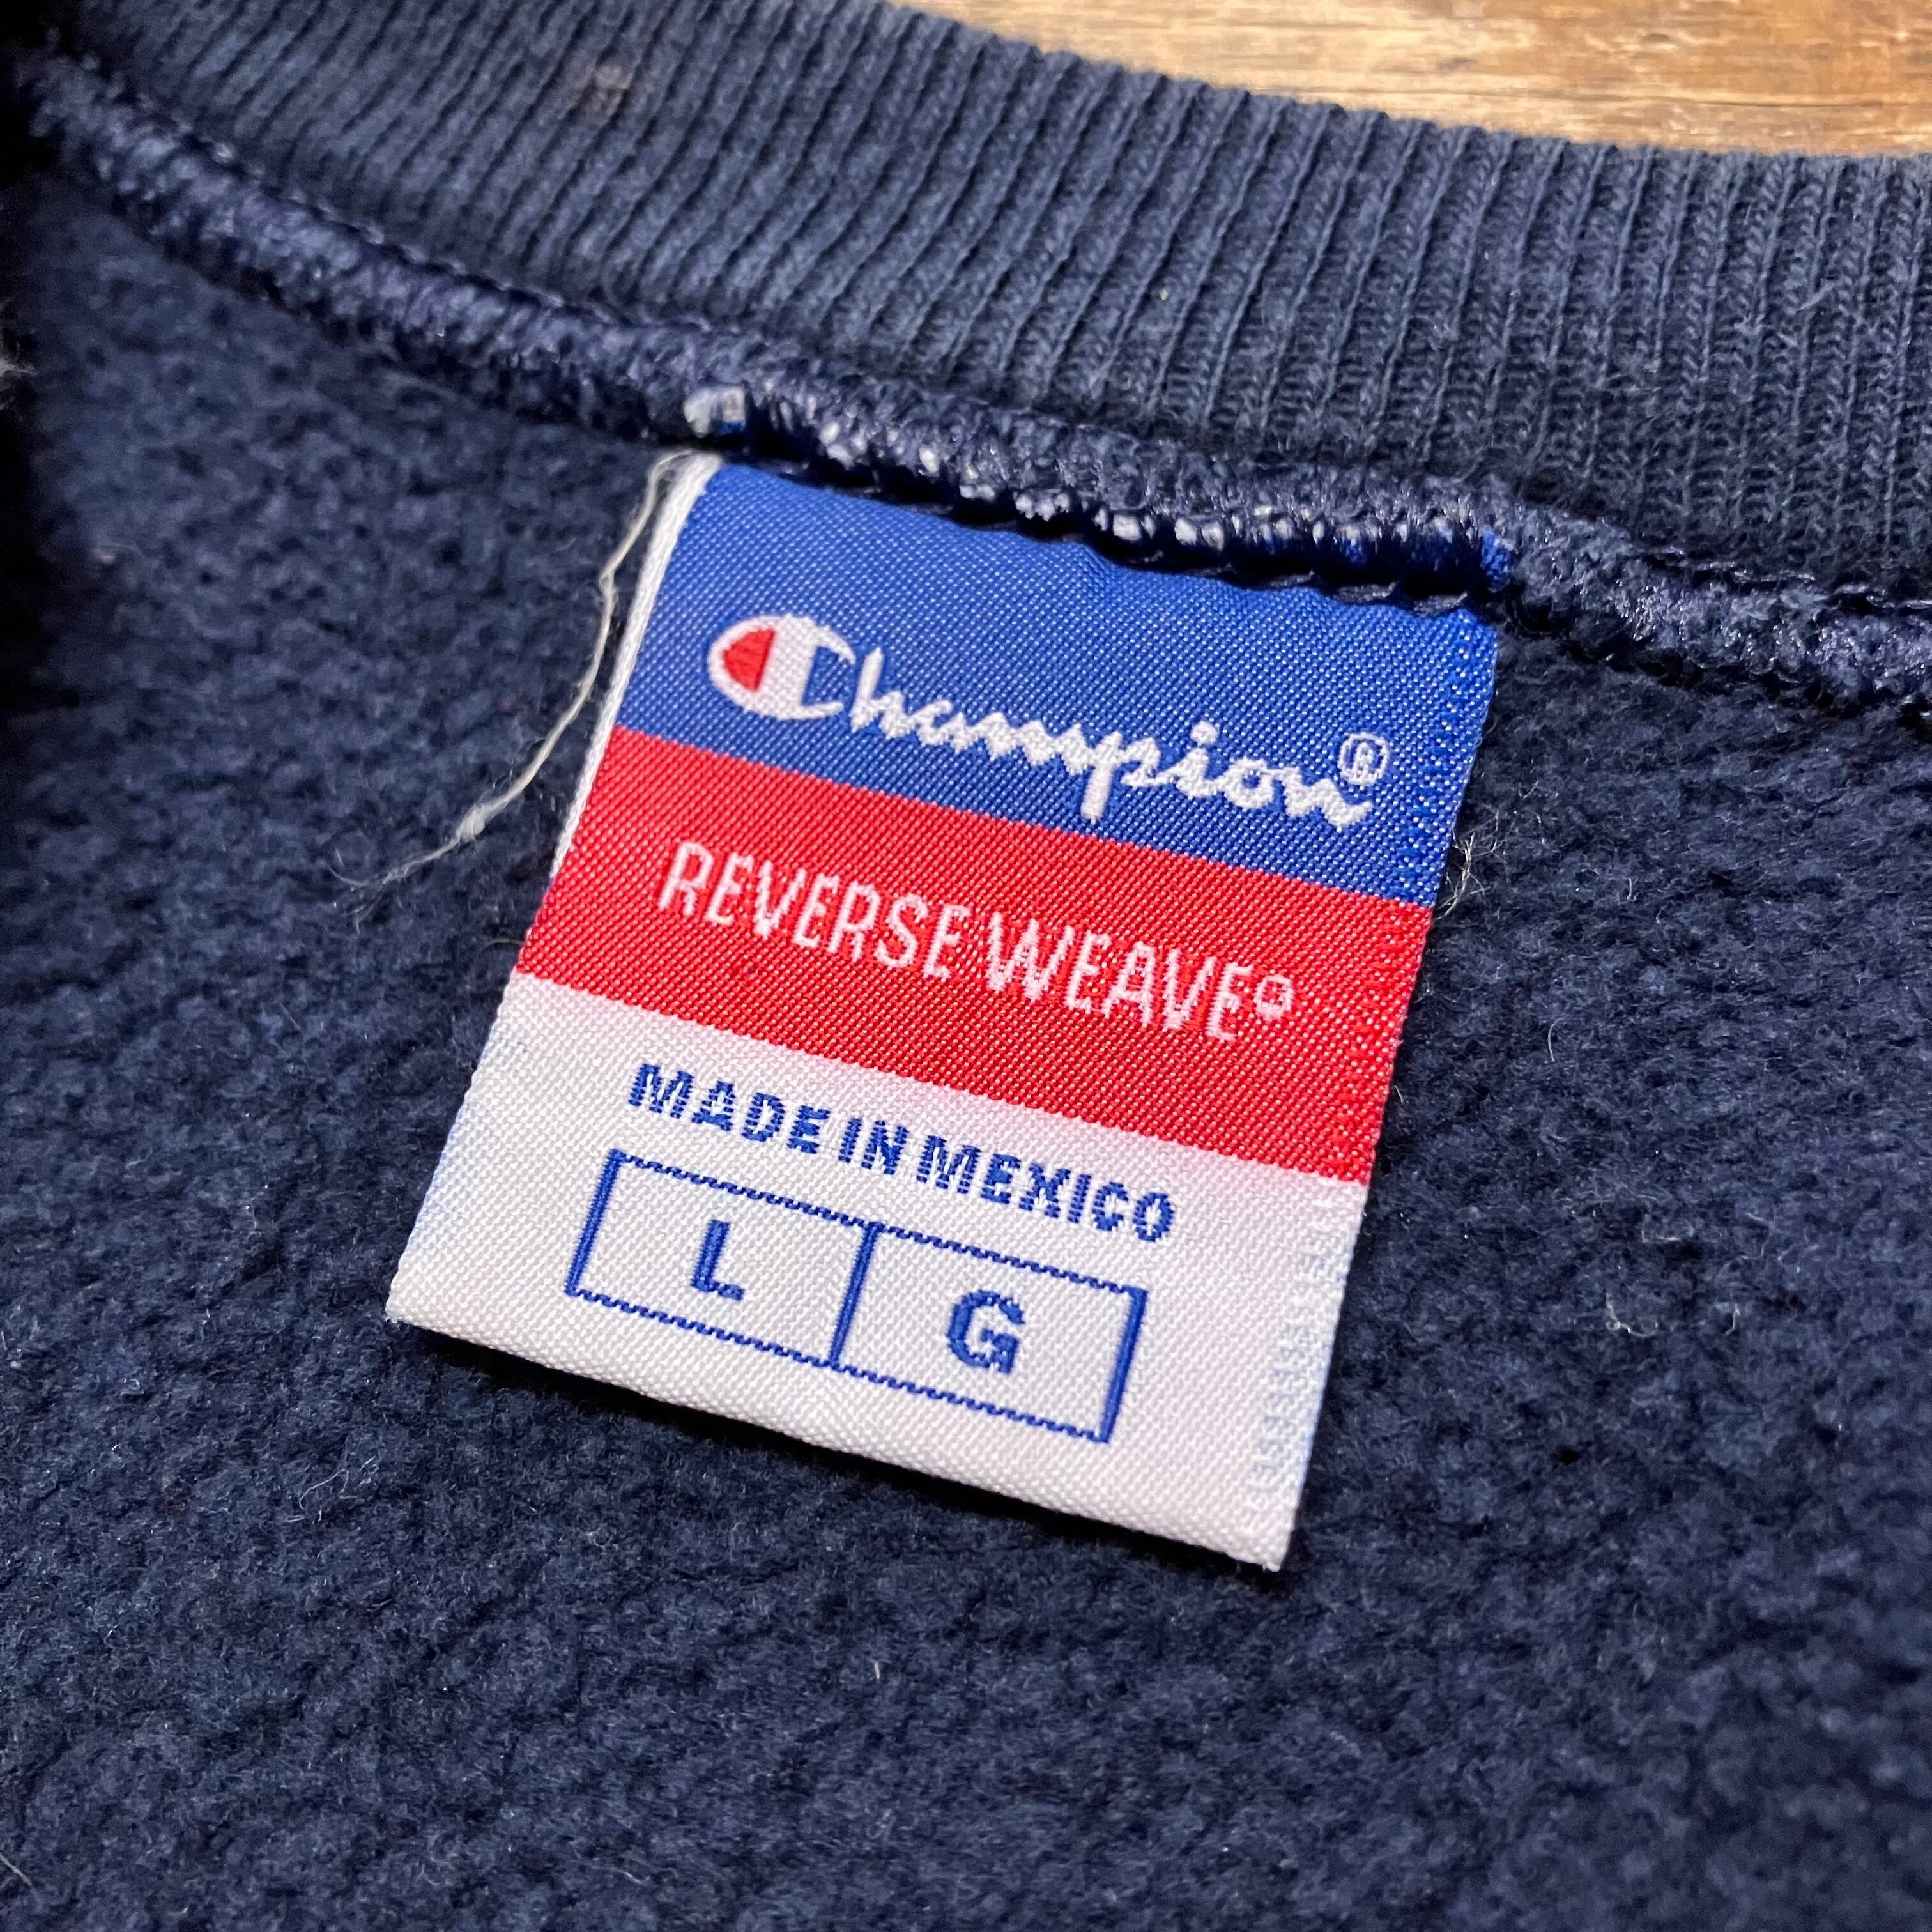 Champion®
REVERSE WEAVE®
MADE IN MEXICO
L G